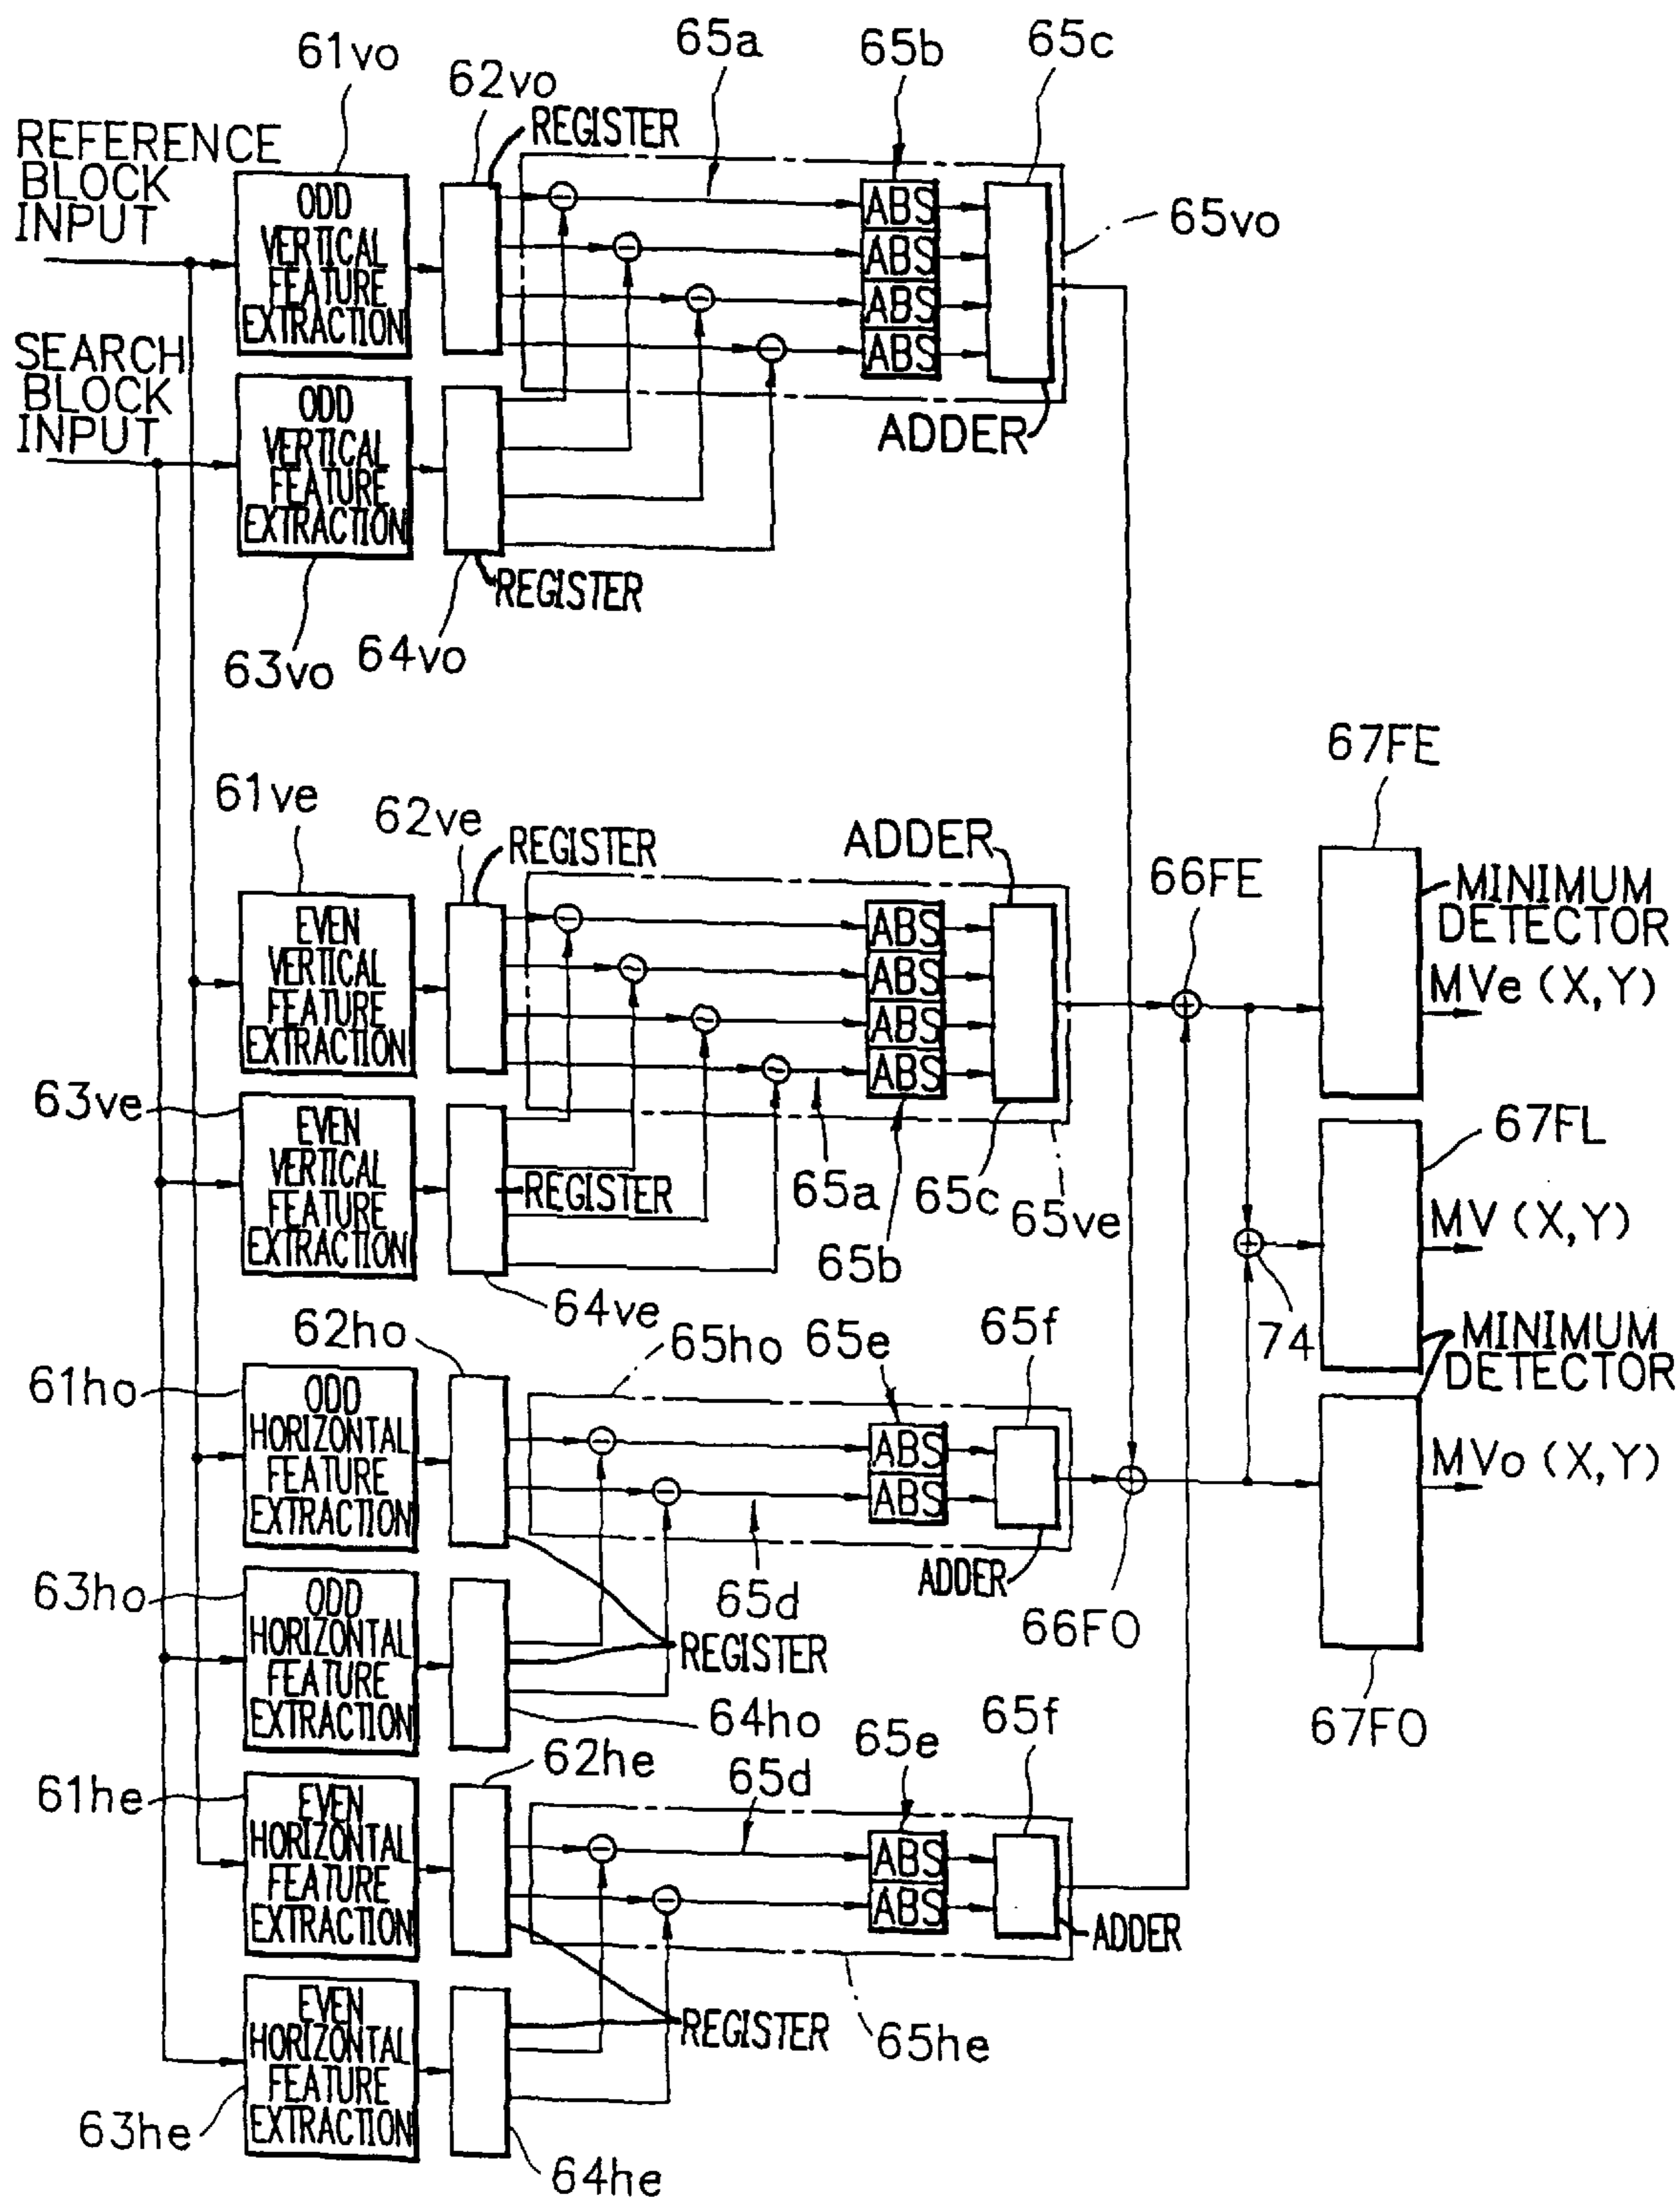 61vo
62vo
REGISTER
65a
65b
65c
REFERENCE
BLOCK
INPUT
ODD
VERTICAL
FEATURE
EXTRACTION
ABS
ABS
ABS
ABS
65vo
ADDER
SEARCH
BLOCK
INPUT
ODD
VERTICAL
FEATURE
EXTRACTION
REGISTER
63vo
64vo
61ve
62ve
REGISTER
ADDER
66FE
67FE
MINIMUM
DETECTOR
MVe (X,Y)
EVEN
VERTICAL
FEATURE
EXTRACTION
ABS
ABS
ABS
ABS
63ve
EVEN
VERTICAL
FEATURE
EXTRACTION
REGISTER
65a
65b
65c
65ve
64ve
67FL
MV (X,Y)
74
MINIMUM
DETECTOR
62ho
65ho
65e
65f
61ho
ODD
HORIZONTAL
FEATURE
EXTRACTION
ABS
ABS
MVo (X,Y)
65d
ADDER
66FO
67FO
63ho
ODD
HORIZONTAL
FEATURE
EXTRACTION
REGISTER
64ho
62he
65d
65e
65f
61he
EVEN
HORIZONTAL
FEATURE
EXTRACTION
ABS
ABS
ADDER
EVEN
HORIZONTAL
FEATURE
EXTRACTION
REGISTER
65he
63he
64he